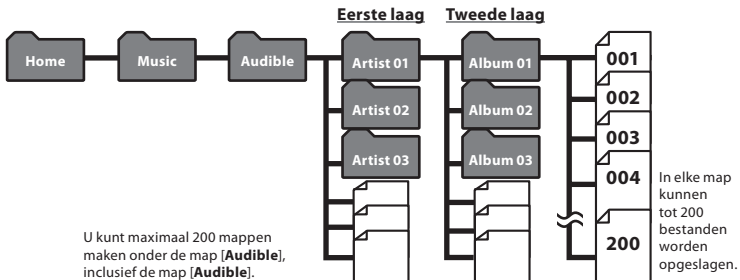 Eerste laag
Tweede laag
Home
Music
Audible
Artist 01
Album 01
001
Artist 02
Album 02
002
Artist 03
Album 03
003
004
200
In elke map
kunnen
tot 200
bestanden
worden
opgeslagen.
U kunt maximaal 200 mappen
maken onder de map [Audible],
inclusief de map [Audible].